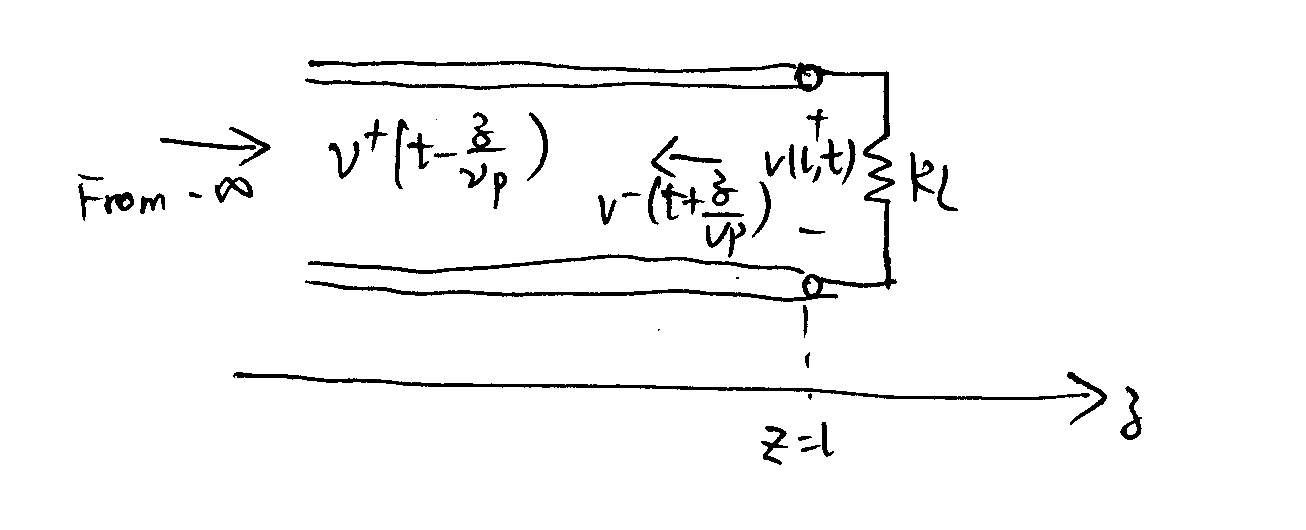 From -∞
v+(t-z/vp)
v-(t+z/vp)
+
v(l,t)
-
RL
z
z=l